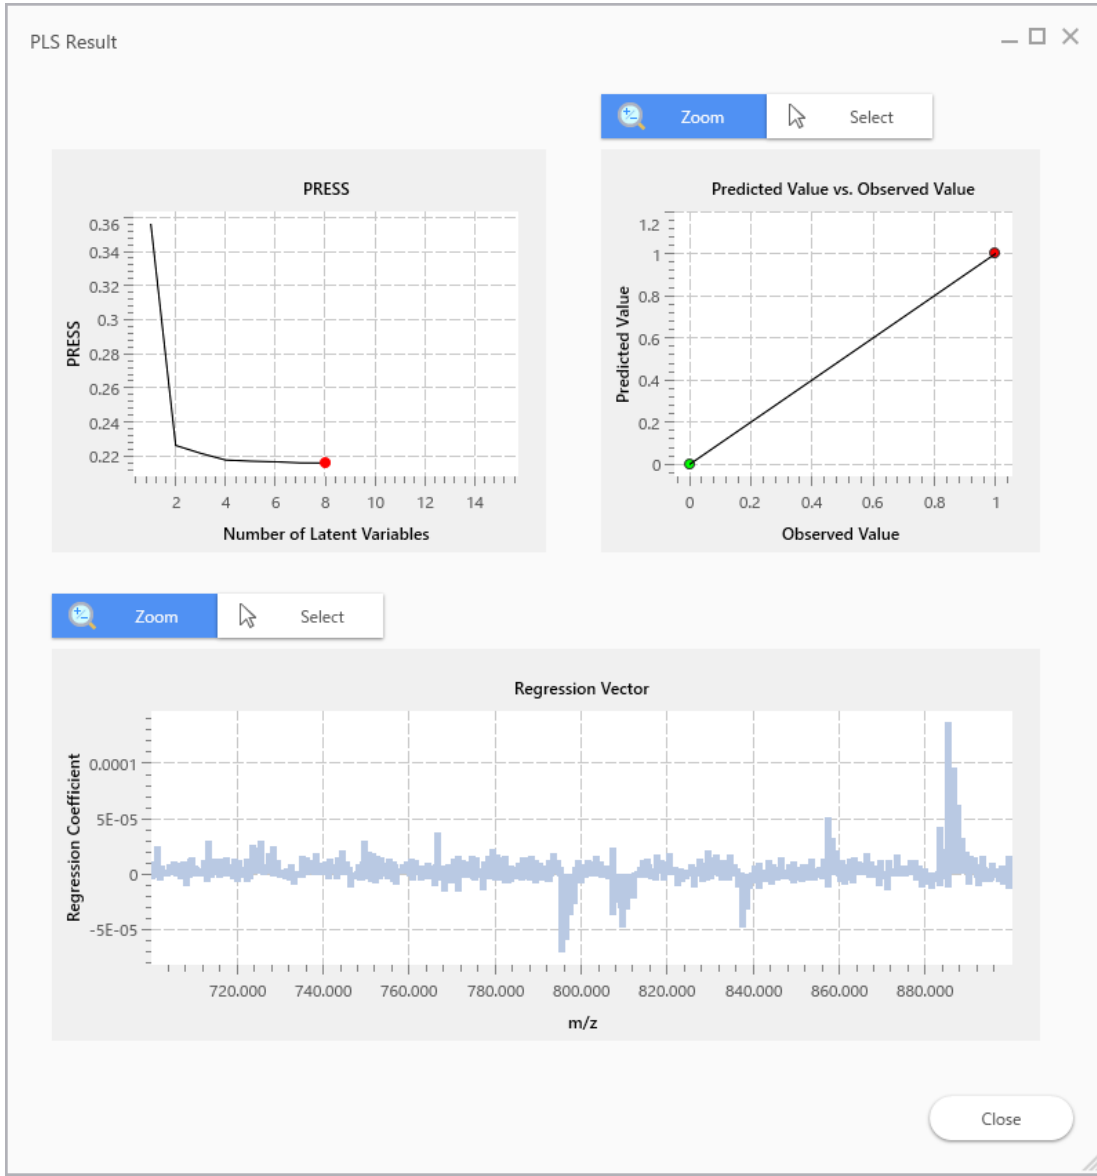 PLS Result
Zoom Select
PRESS
0.36
0.34
0.32
0.3
0.28
0.26
0.24
0.22
PRESS
2 4 6 8 10 12 14
Number of Latent Variables
Predicted Value vs. Observed Value
1.2
1
0.8
0.6
0.4
0.2
0
Predicted Value
0 0.2 0.4 0.6 0.8 1
Observed Value
Zoom Select
Regression Vector
0.0001
5E-05
0
-5E-05
Regression Coefficient
720.000 740.000 760.000 780.000 800.000 820.000 840.000 860.000 880.000
m/z
Close